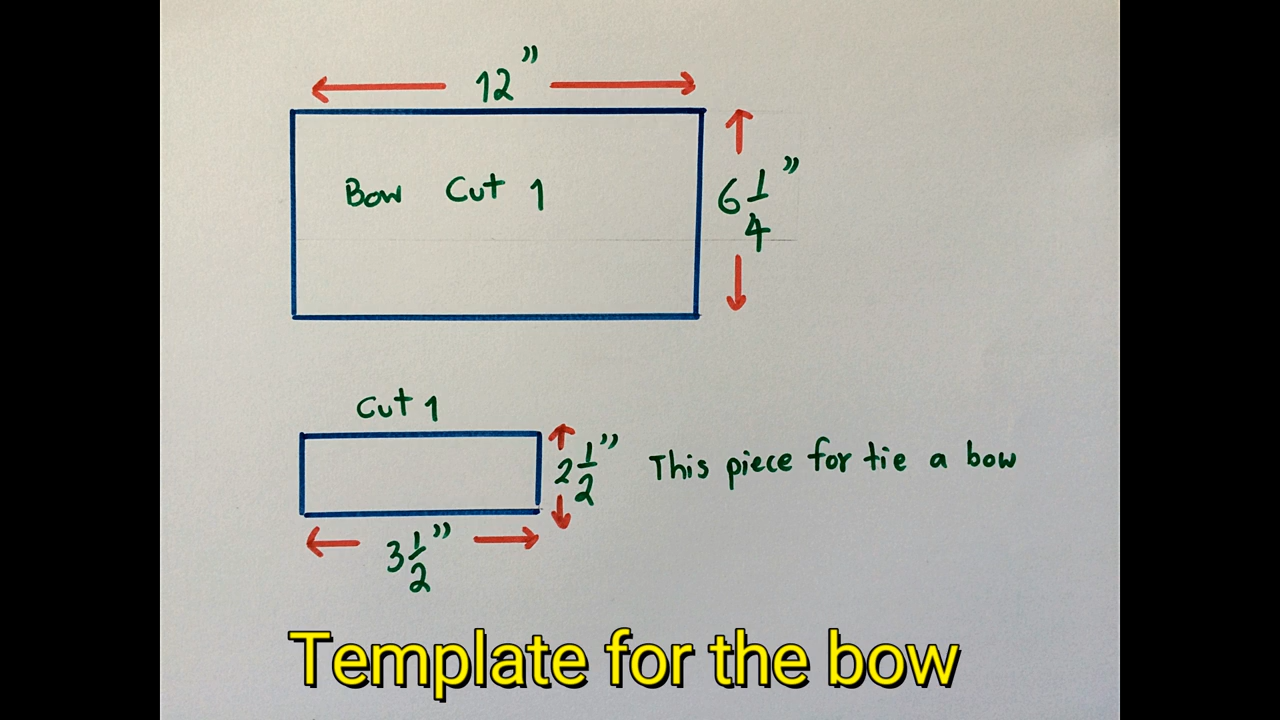 12"
Bow Cut 1
6 1/4"
Cut 1
2 1/2"
This piece for tie a bow
3 1/2"
Template for the bow